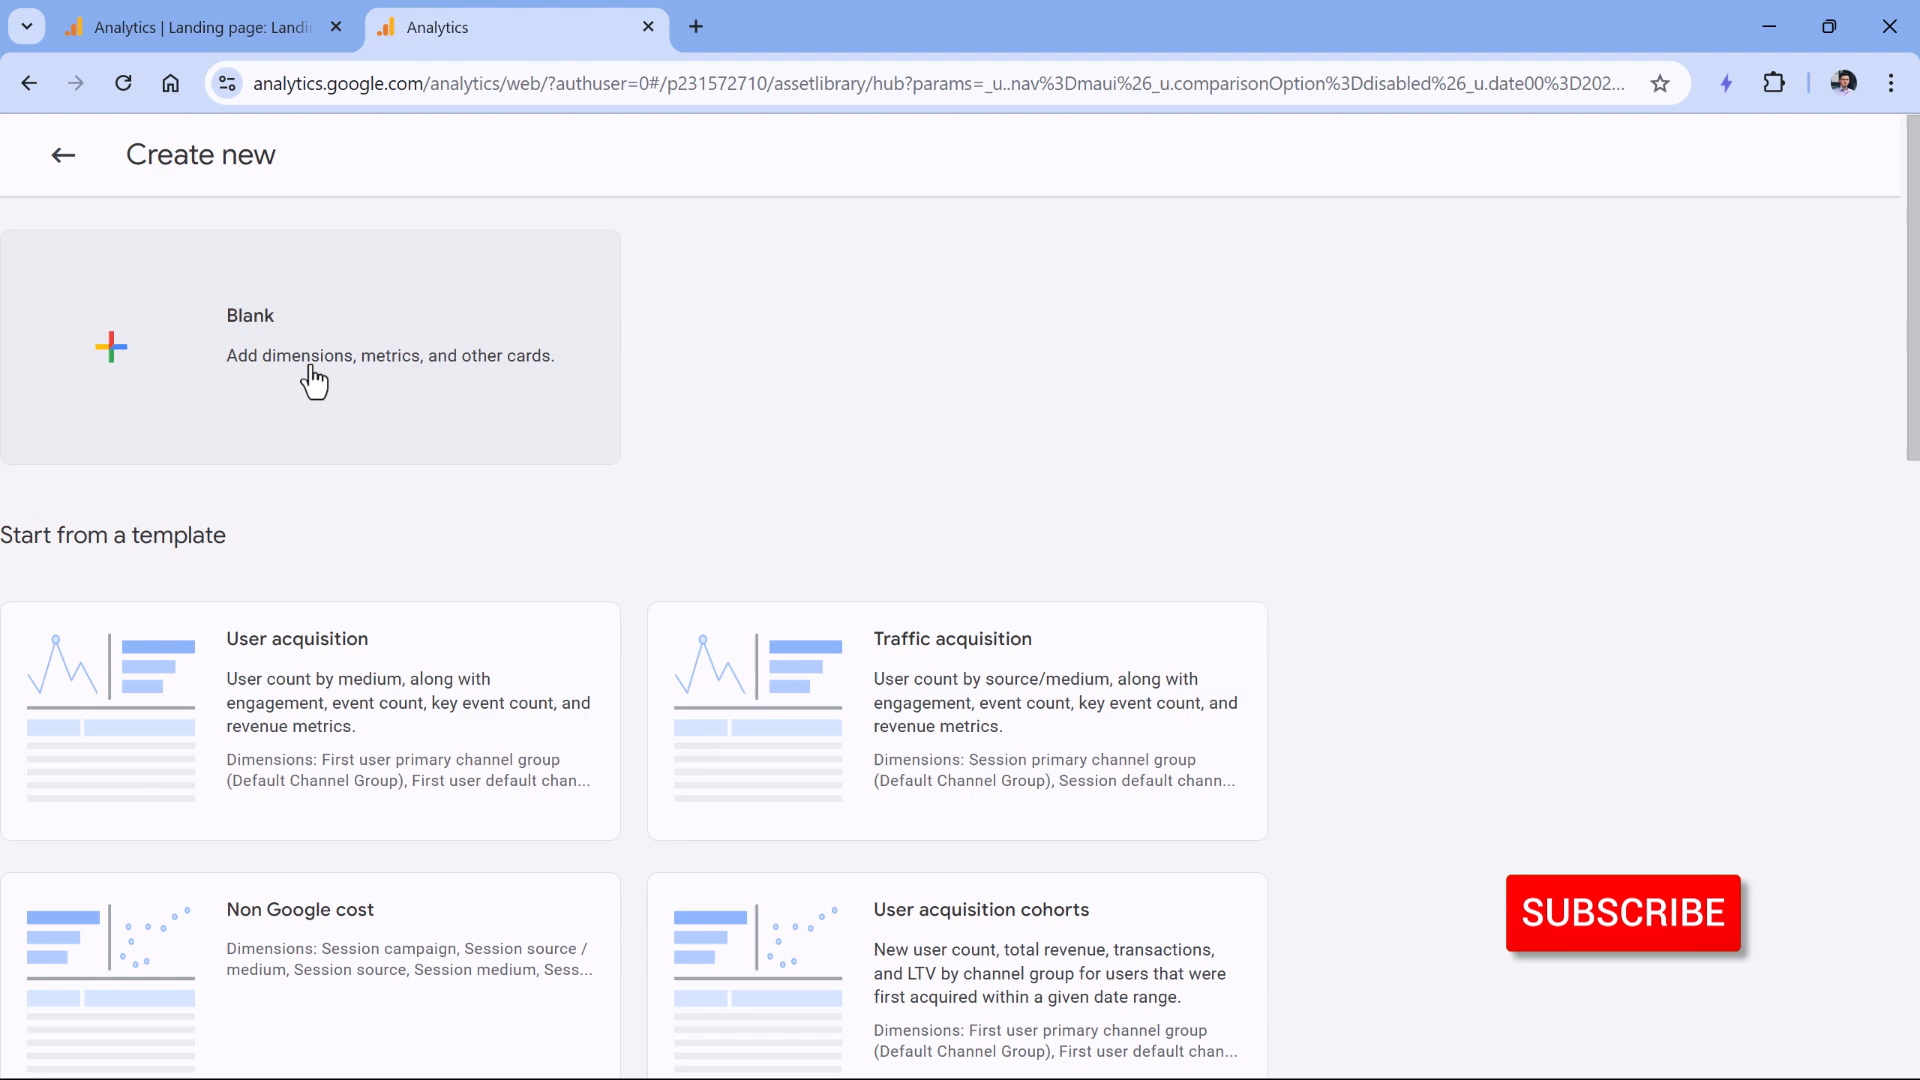 Analytics | Landing page: Landi
Analytics
analytics.google.com/analytics/web/?authuser=0#/p231572710/assetlibrary/hub?params=_u..nav%3Dmaui%26_u.comparisonOption%3Ddisabled%26_u.date00%3D202...
Create new
Blank
Add dimensions, metrics, and other cards.
Start from a template
User acquisition
User count by medium, along with
engagement, event count, key event count, and
revenue metrics.
Dimensions: First user primary channel group
(Default Channel Group), First user default chan...
Traffic acquisition
User count by source/medium, along with
engagement, event count, key event count, and
revenue metrics.
Dimensions: Session primary channel group
(Default Channel Group), Session default chann...
Non Google cost
Dimensions: Session campaign, Session source /
medium, Session source, Session medium, Sess...
User acquisition cohorts
New user count, total revenue, transactions,
and LTV by channel group for users that were
first acquired within a given date range.
Dimensions: First user primary channel group
(Default Channel Group), First user default chan...
SUBSCRIBE